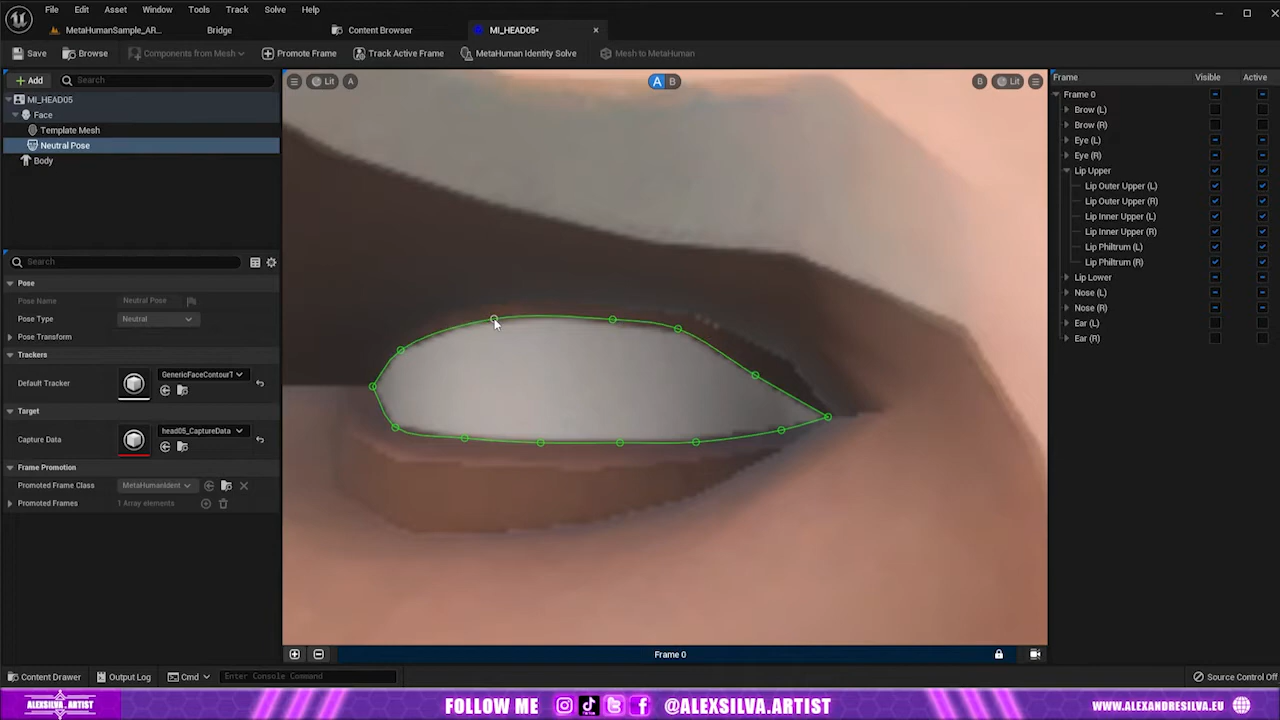 File Edit Asset Window Tools Track Solve Help
MetaHumanSample_AR... Bridge Content Browser MI_HEAD05•
Save Browse Components from Mesh Promote Frame Track Active Frame MetaHuman Identity Solve Mesh to MetaHuman
Add Search
MI_HEAD05
Face
Template Mesh
Neutral Pose
Body
Search
Pose
Pose Name Neutral Pose
Pose Type Neutral
Pose Transform
Trackers
Default Tracker GenericFaceContourT
Target
Capture Data head05_CaptureData
Frame Promotion
Promoted Frame Class MetaHumanIdent
Promoted Frames 1 Array elements
Lit A A B B Lit
Frame 0
Frame Visible Active
Frame 0
Brow (L)
Brow (R)
Eye (L)
Eye (R)
Lip Upper
Lip Outer Upper (L)
Lip Outer Upper (R)
Lip Inner Upper (L)
Lip Inner Upper (R)
Lip Philtrum (L)
Lip Philtrum (R)
Lip Lower
Nose (L)
Nose (R)
Ear (L)
Ear (R)
Content Drawer Output Log Cmd Enter Console Command Source Control Off
ALEXSILVA_ARTIST FOLLOW ME @ALEXSILVA.ARTIST WWW.ALEXANDRESILVA.EU